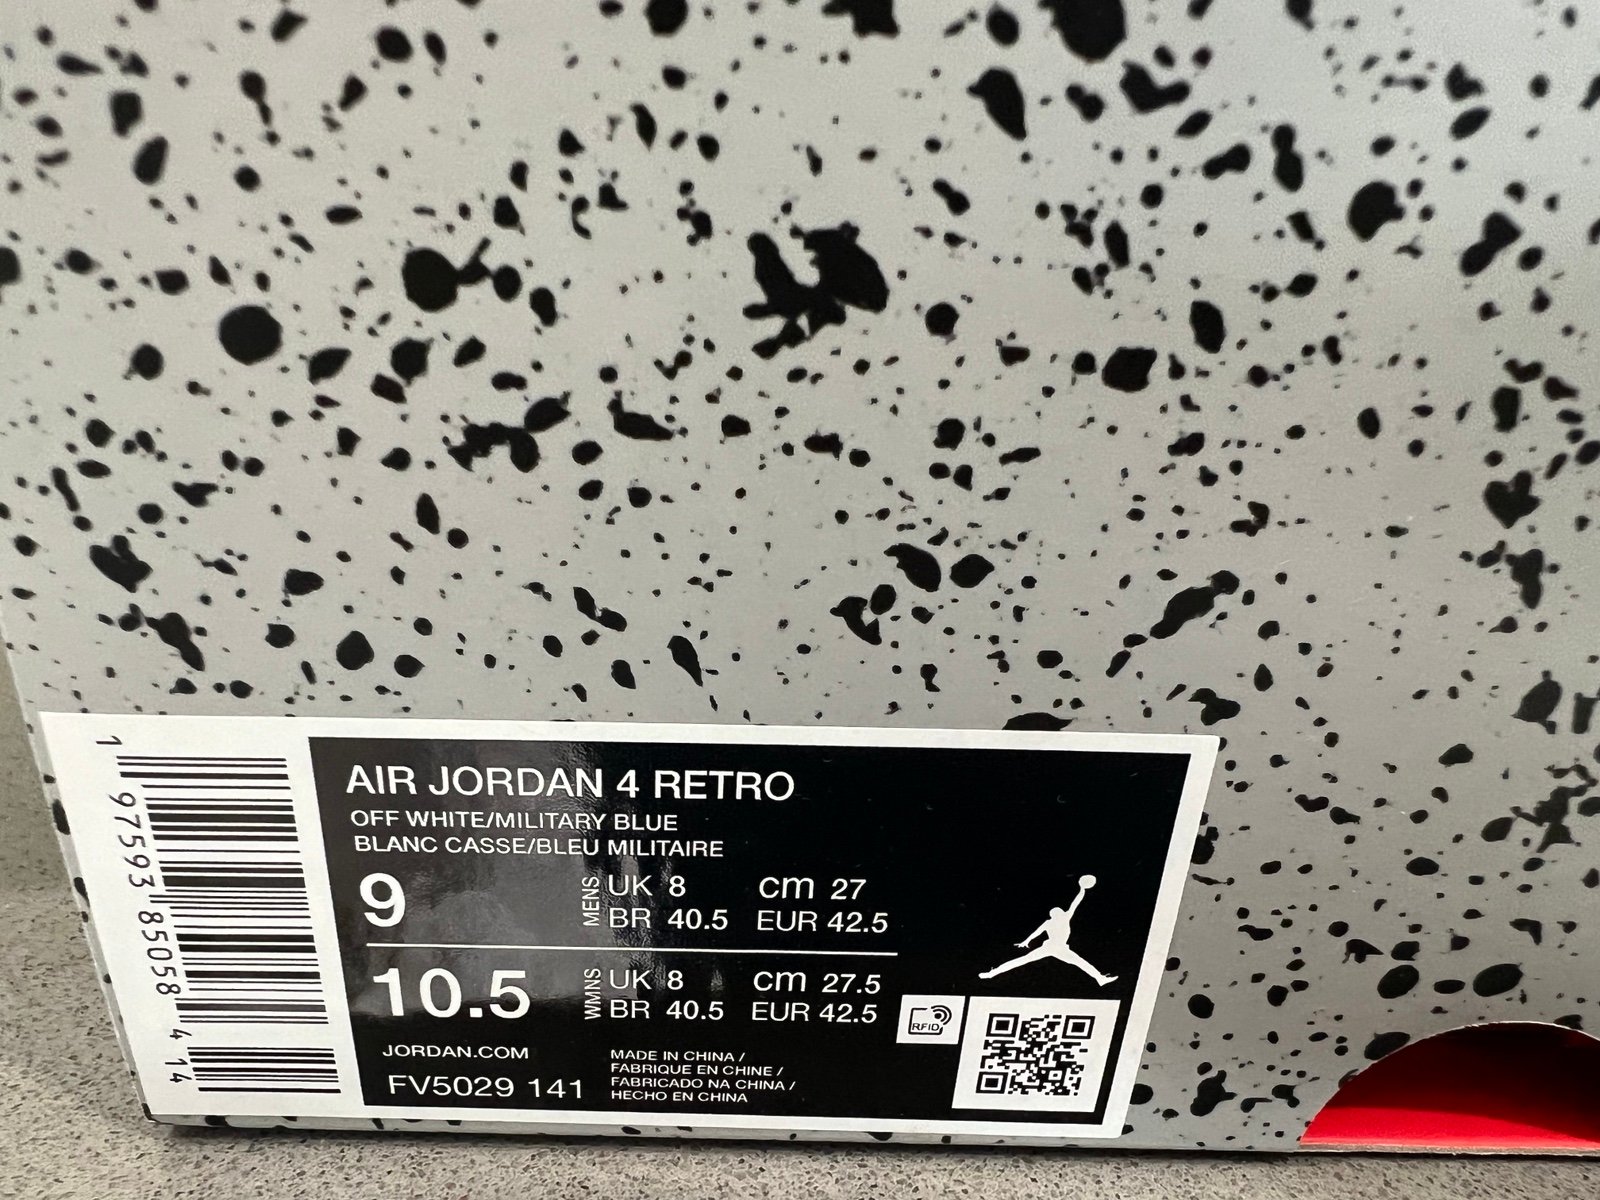 AIR JORDAN 4 RETRO
OFF WHITE/MILITARY BLUE
BLANC CASSE/BLEU MILITAIRE
9
MENS
UK 8 cm 27
BR 40.5 EUR 42.5
10.5
WMNS
UK 8 cm 27.5
BR 40.5 EUR 42.5
JORDAN.COM
FV5029 141
MADE IN CHINA /
FABRIQUE EN CHINE /
FABRICADO NA CHINA /
HECHO EN CHINA
RFID
1 97593 85058 4 14